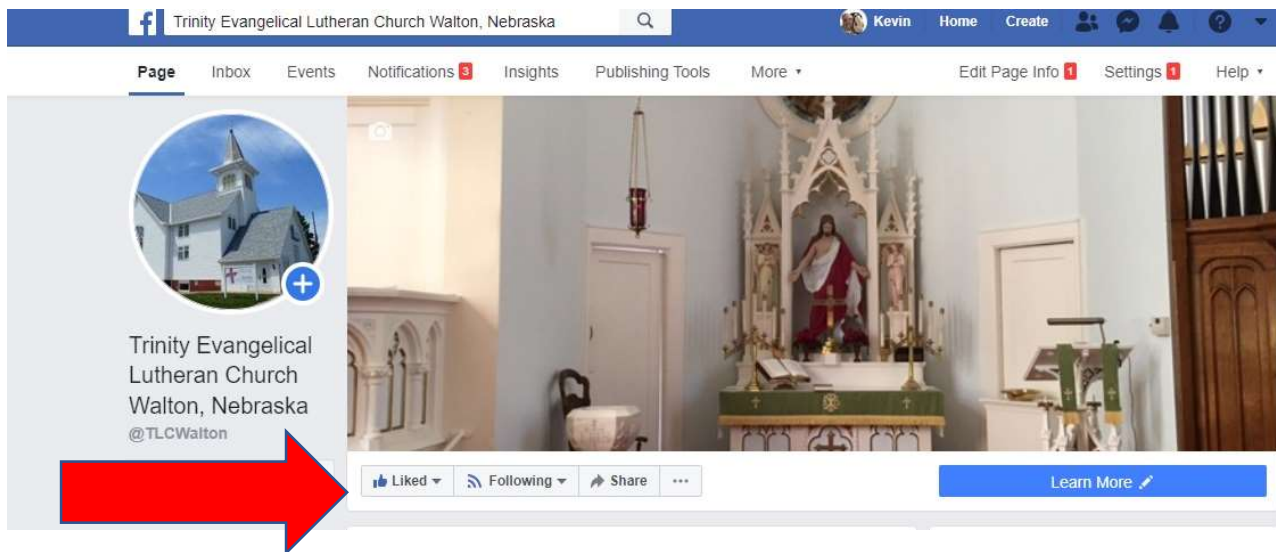 f Trinity Evangelical Lutheran Church Walton, Nebraska Kevin Home Create
Page Inbox Events Notifications 3 Insights Publishing Tools More Edit Page Info 1 Settings 1 Help
Trinity Evangelical
Lutheran Church
Walton, Nebraska
@TLCWalton
Liked Following Share ... Learn More